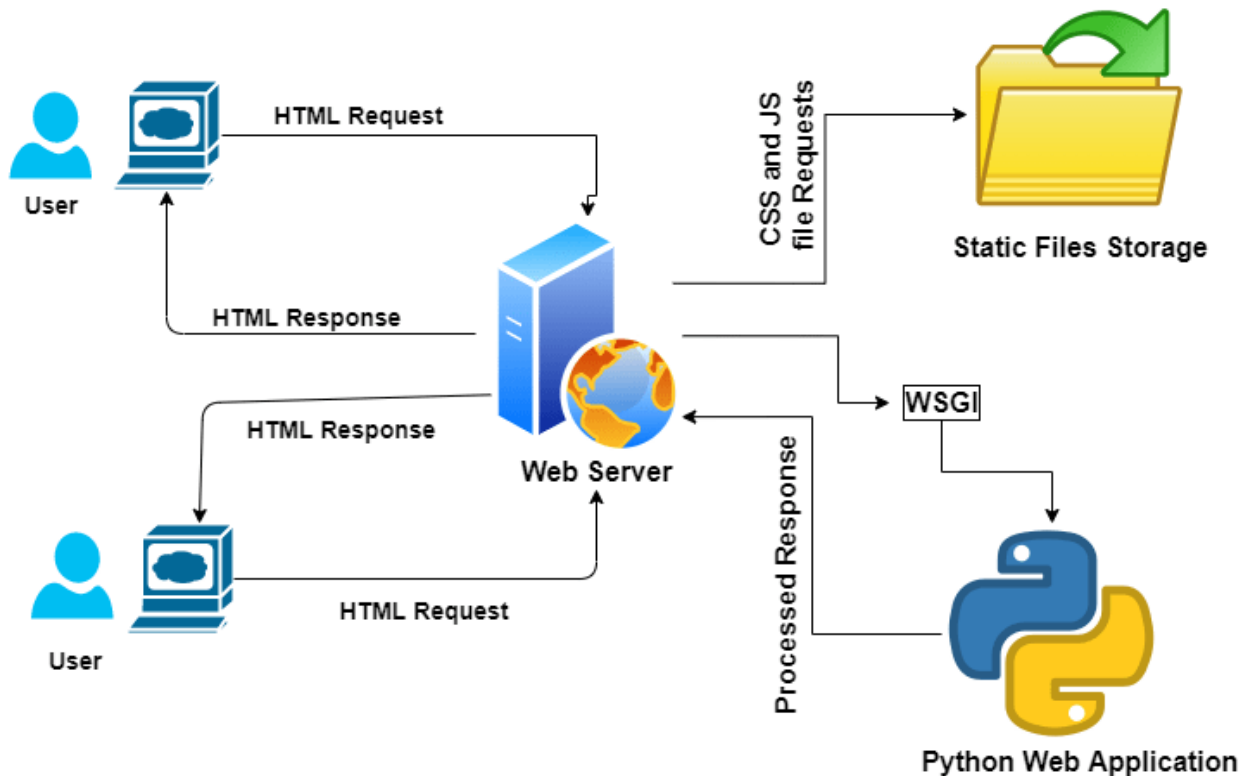 HTML Request
User
HTML Response
HTML Response
User
HTML Request
Web Server
CSS and JS
file Requests
Static Files Storage
WSGI
Processed Response
Python Web Application